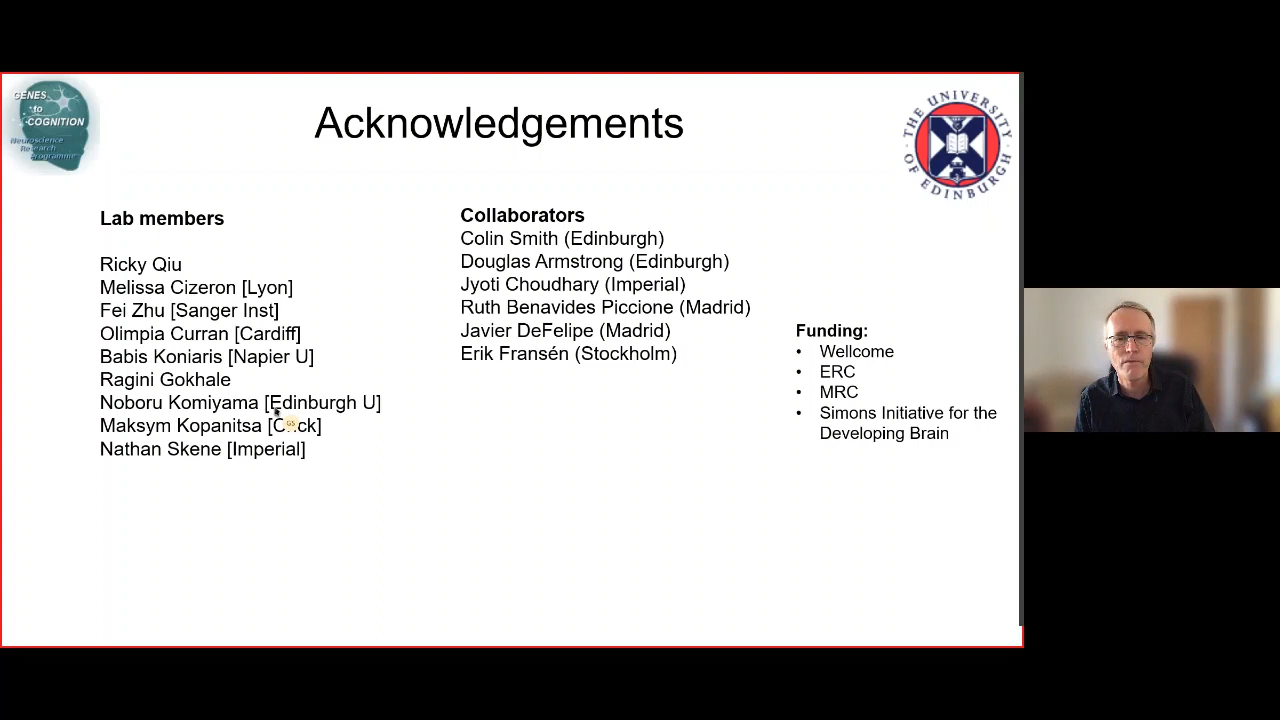 GENES
to
COGNITION
Neuroscience
Research
Programme
Acknowledgements
THE UNIVERSITY
OF EDINBURGH
Lab members
Ricky Qiu
Melissa Cizeron [Lyon]
Fei Zhu [Sanger Inst]
Olimpia Curran [Cardiff]
Babis Koniaris [Napier U]
Ragini Gokhale
Noboru Komiyama [Edinburgh U]
Maksym Kopanitsa
GS
Nathan Skene [Imperial]
Collaborators
Colin Smith (Edinburgh)
Douglas Armstrong (Edinburgh)
Jyoti Choudhary (Imperial)
Ruth Benavides Piccione (Madrid)
Javier DeFelipe (Madrid)
Erik Fransén (Stockholm)
Funding:
• Wellcome
• ERC
• MRC
• Simons Initiative for the
Developing Brain